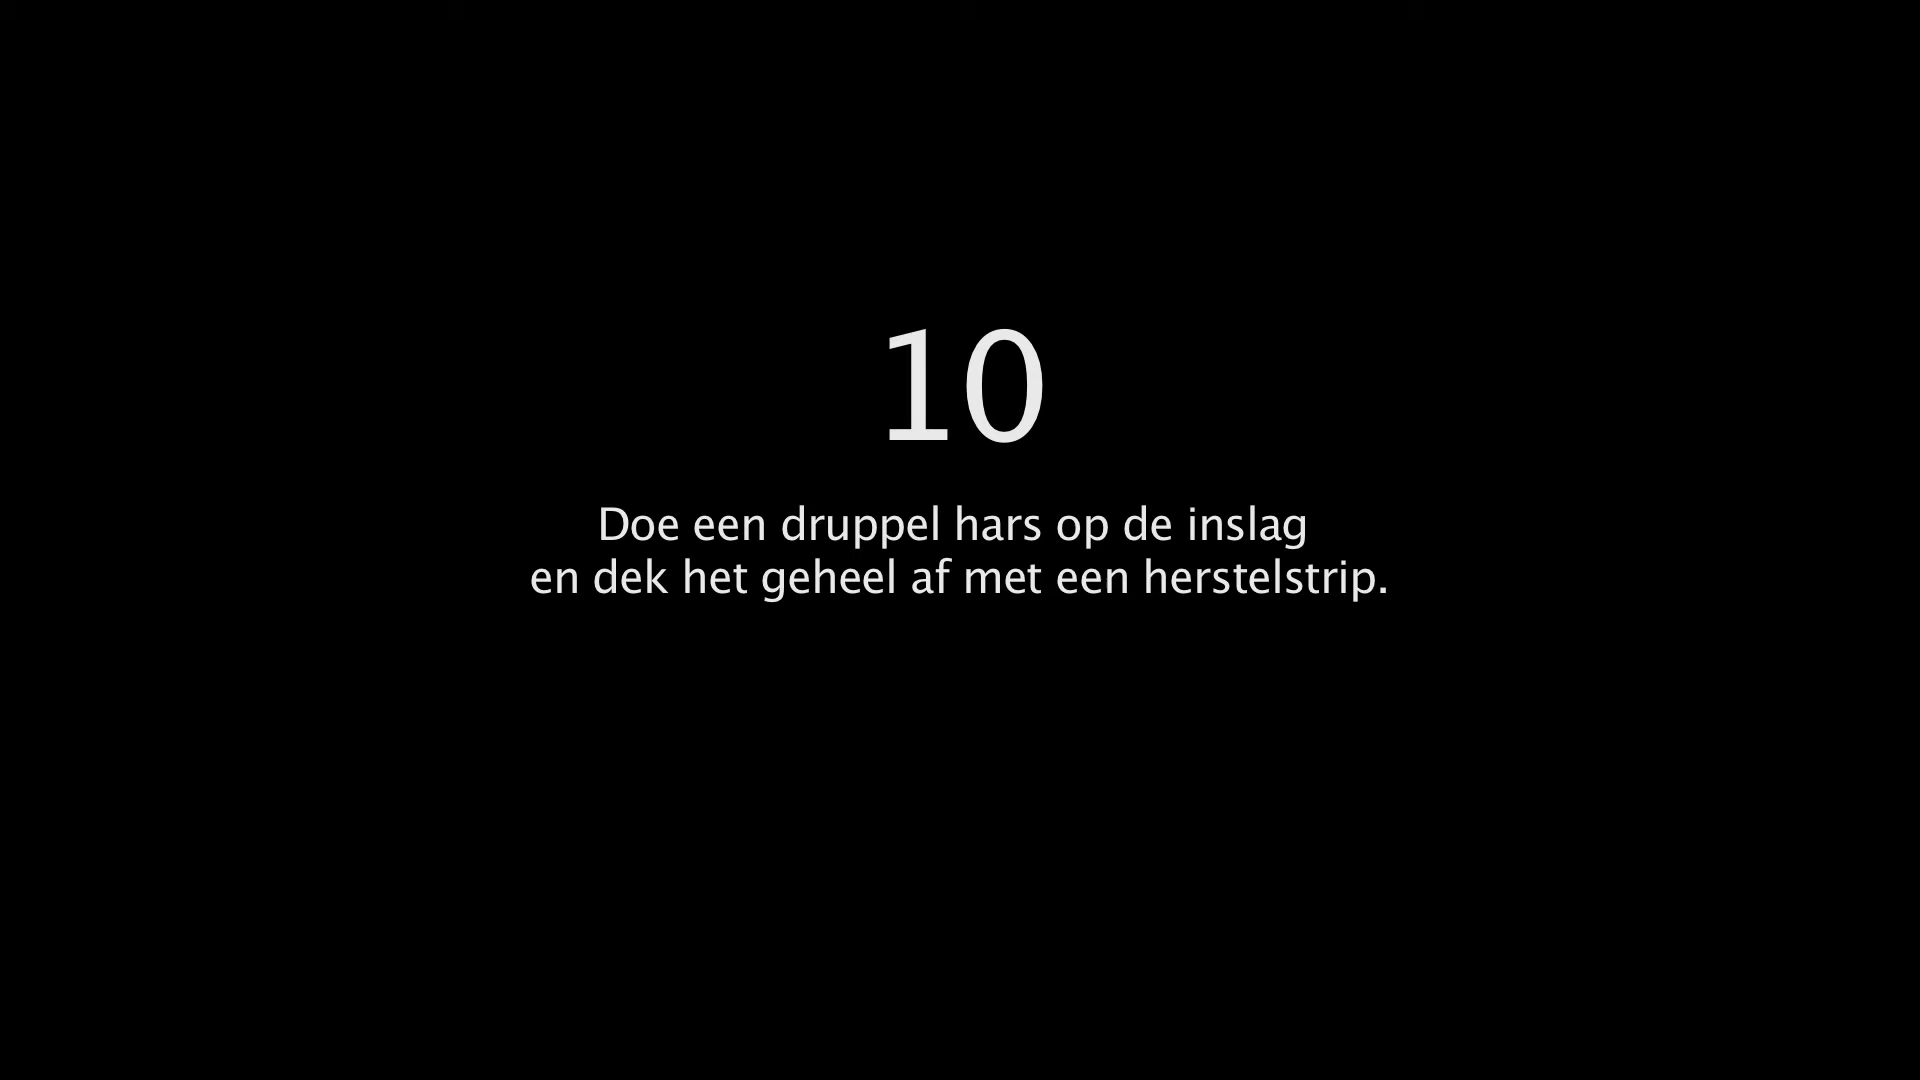 10
Doe een druppel hars op de inslag
en dek het geheel af met een herstelstrip.